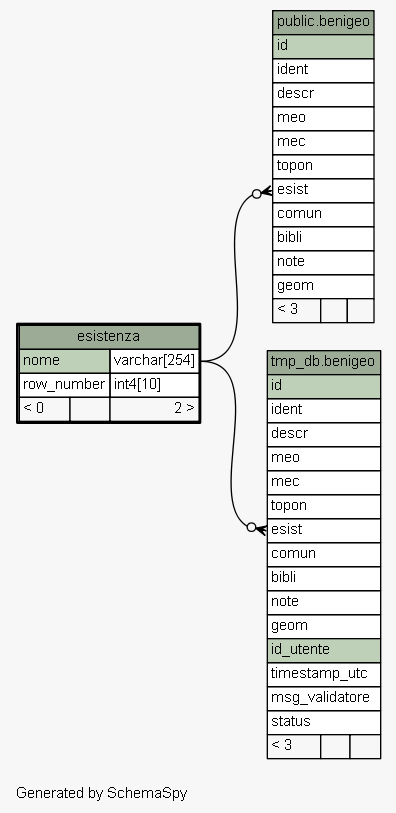 public.benigeo
id
ident
descr
meo
mec
topon
esist
comun
bibli
note
geom
< 3
esistenza
nome varchar[254]
row_number int4[10]
< 0 2 >
tmp_db.benigeo
id
ident
descr
meo
mec
topon
esist
comun
bibli
note
geom
id_utente
timestamp_utc
msg_validatore
status
< 3
Generated by SchemaSpy